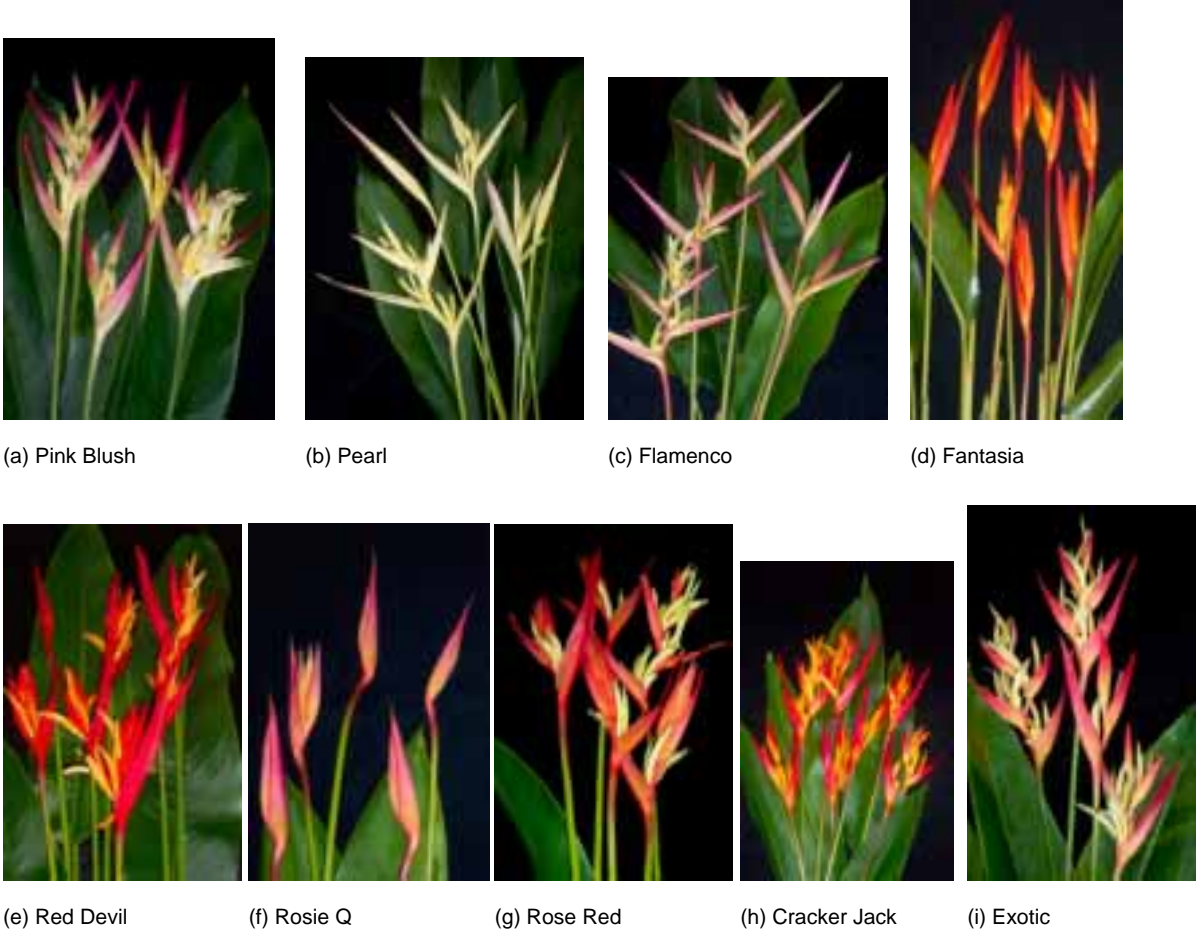 (a) Pink Blush
(b) Pearl
(c) Flamenco
(d) Fantasia
(e) Red Devil
(f) Rosie Q
(g) Rose Red
(h) Cracker Jack
(i) Exotic